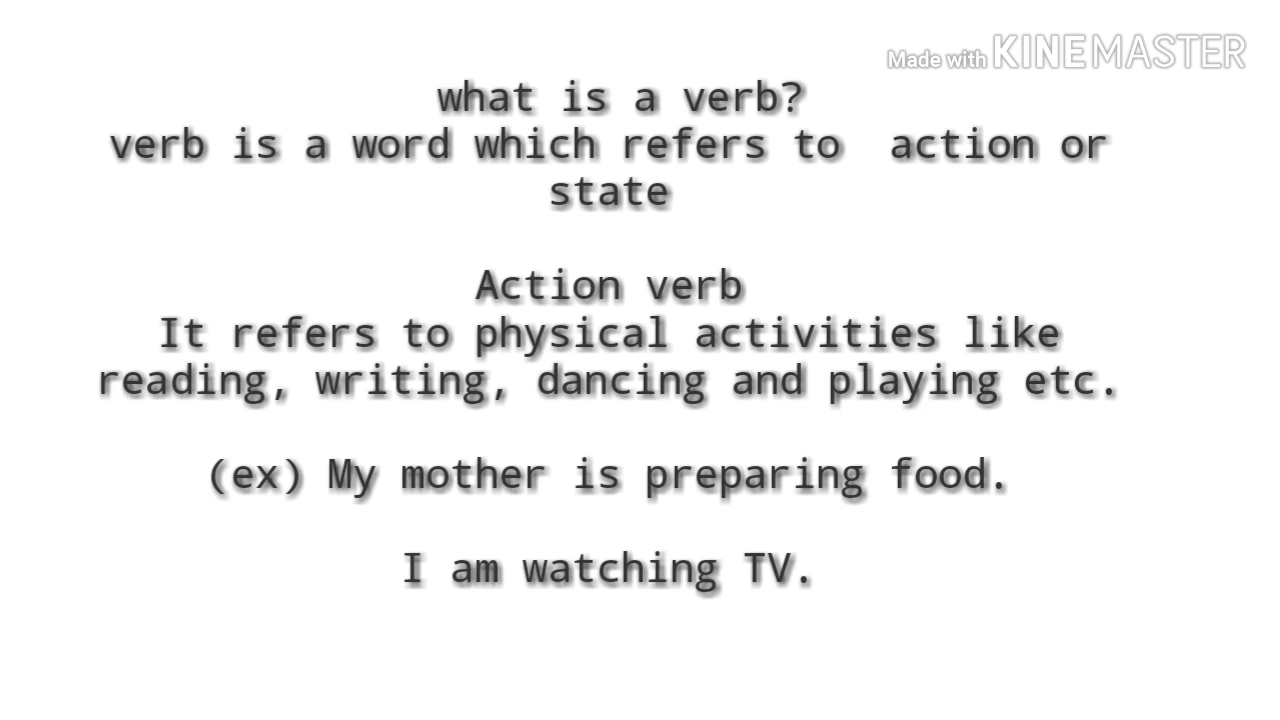 Made with KINEMASTER
what is a verb?
verb is a word which refers to action or
state
Action verb
It refers to physical activities like
reading, writing, dancing and playing etc.
(ex) My mother is preparing food.
I am watching TV.